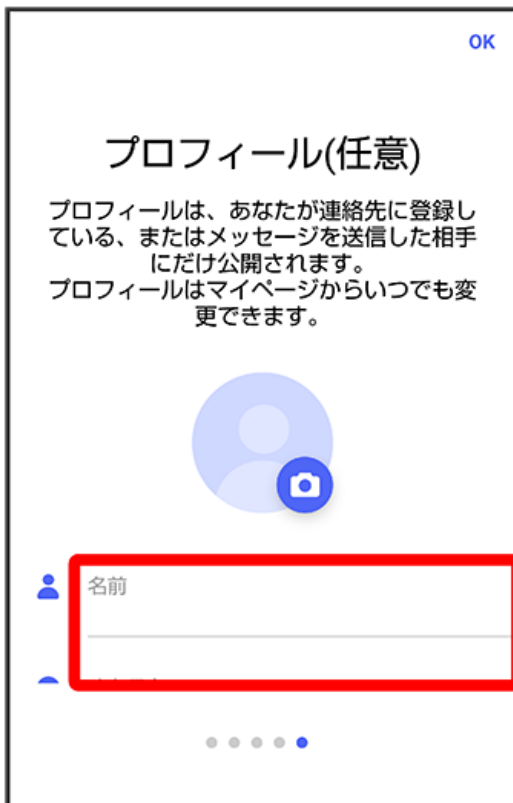 OK
プロフィール(任意)
プロフィールは、あなたが連絡先に登録し
ている、またはメッセージを送信した相手
にだけ公開されます。
プロフィールはマイページからいつでも変
更できます。
名前